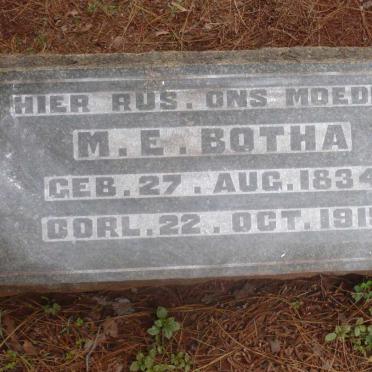 HIER RUS . ONS MOED
M . E . BOTHA
GEB . 27 . AUG. 1834
OORL . 22 . OCT . 191